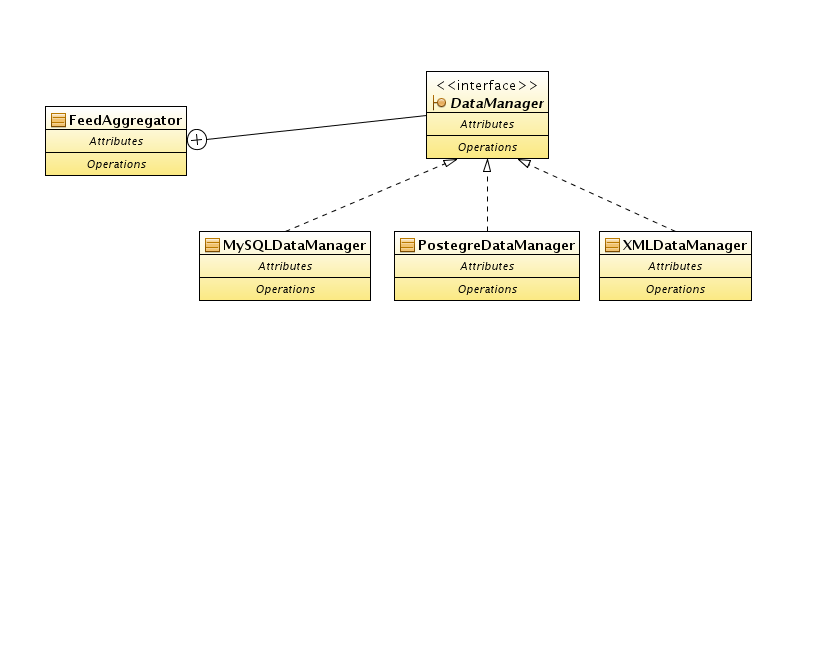 <<interface>>
DataManager
Attributes
Operations
FeedAggregator
Attributes
Operations
MySQLDataManager
Attributes
Operations
PostegreDataManager
Attributes
Operations
XMLDataManager
Attributes
Operations